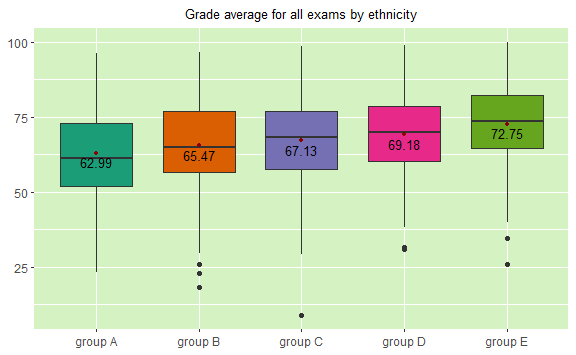 Grade average for all exams by ethnicity
100
75
50
25
62.99
65.47
67.13
69.18
72.75
group A
group B
group C
group D
group E